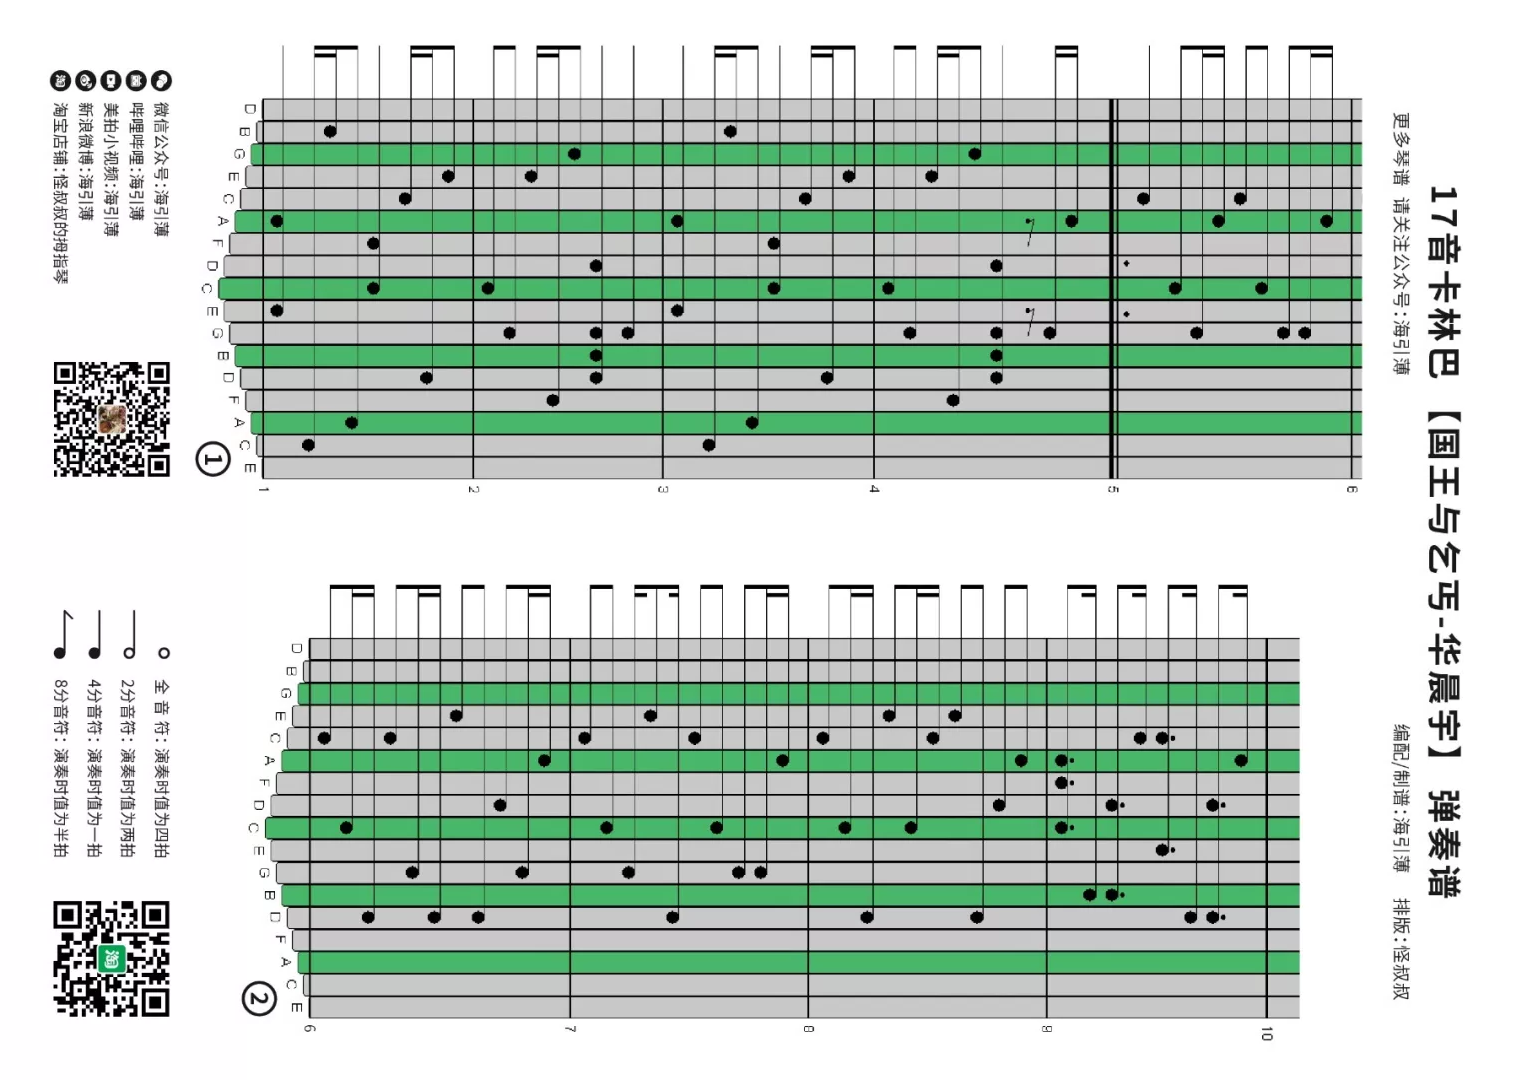 17音卡林巴 【国王与乞丐-华晨宇】 弹奏谱
更多琴谱 请关注公众号:海引薄
编配/制谱:海引薄 排版:怪叔叔
6
5
4
3
2
1
D B G E C A F D C E G B D F A C E
①
10
9
8
7
6
D B G E C A F D C E G B D F A C E
②
微信公众号:海引薄
哔哩哔哩:海引薄
美拍小视频:海引薄
新浪微博:海引薄
淘宝店铺:怪叔叔的拇指琴
全 音 符: 演奏时值为四拍
2分音符: 演奏时值为两拍
4分音符: 演奏时值为一拍
8分音符: 演奏时值为半拍
淘
淘